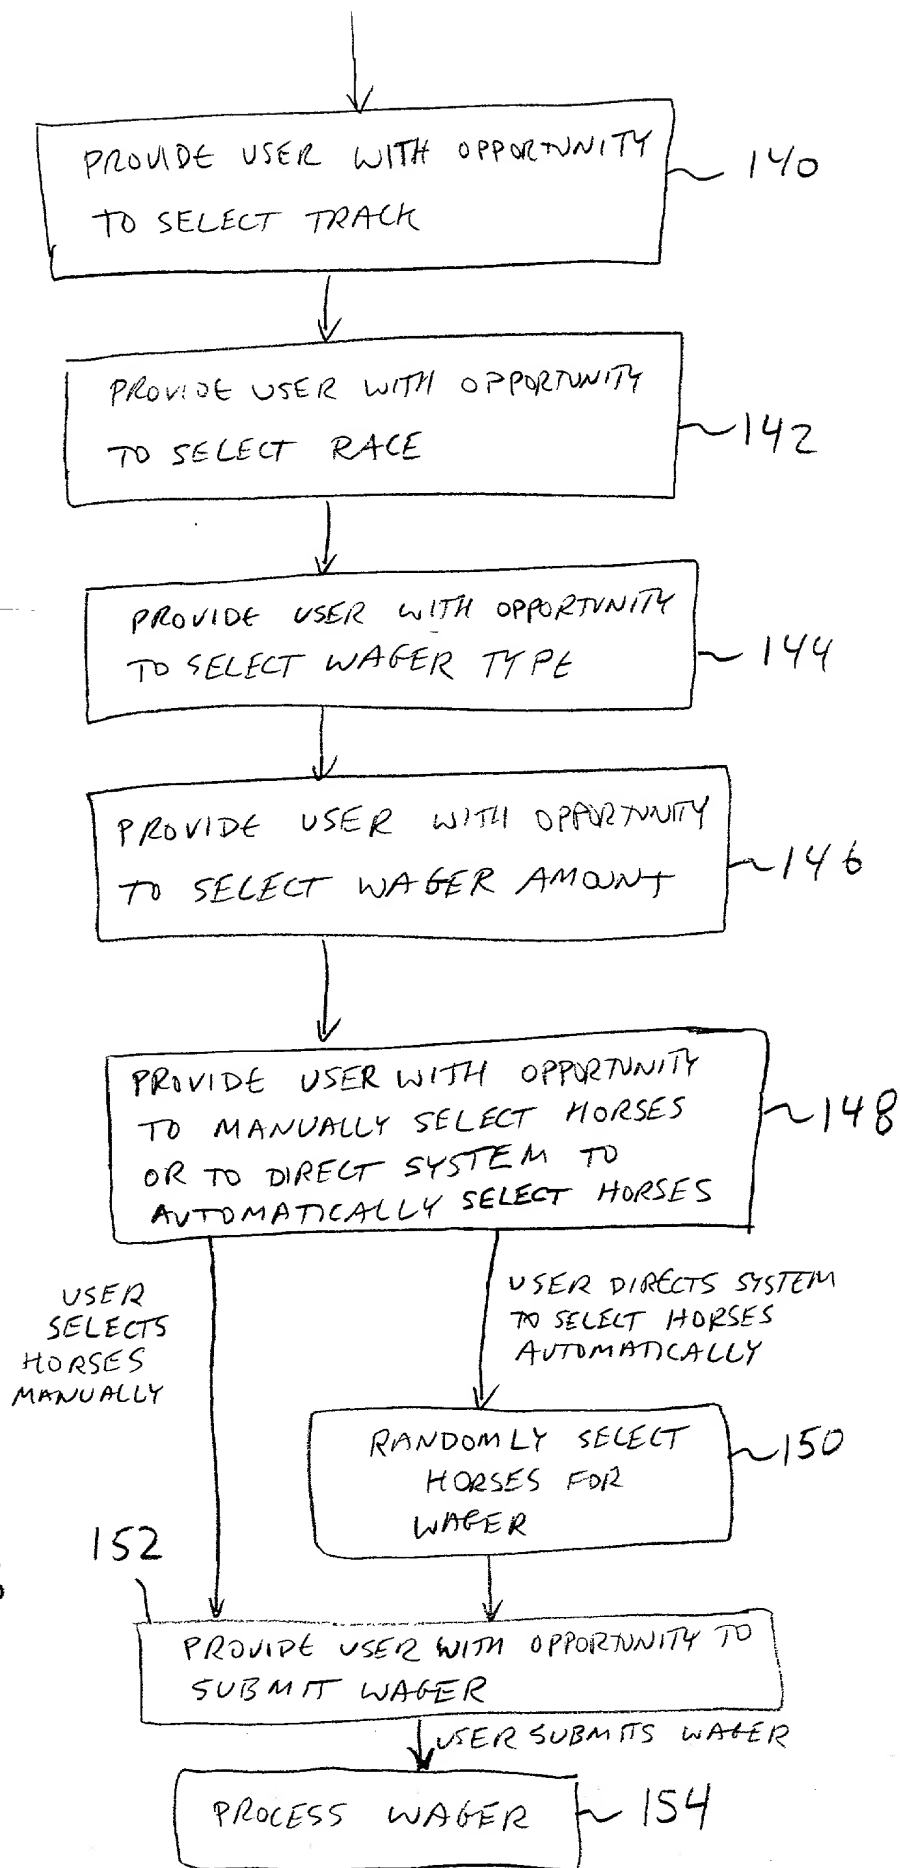 PROVIDE USER WITH OPPORTUNITY
TO SELECT TRACK
140
PROVIDE USER WITH OPPORTUNITY
TO SELECT RACE
142
PROVIDE USER WITH OPPORTUNITY
TO SELECT WAGER TYPE
144
PROVIDE USER WITH OPPORTUNITY
TO SELECT WAGER AMOUNT
146
PROVIDE USER WITH OPPORTUNITY
TO MANUALLY SELECT HORSES
OR TO DIRECT SYSTEM TO
AUTOMATICALLY SELECT HORSES
148
USER
SELECTS
HORSES
MANUALLY
USER DIRECTS SYSTEM
TO SELECT HORSES
AUTOMATICALLY
RANDOMLY SELECT
HORSES FOR
WAGER
150
152
PROVIDE USER WITH OPPORTUNITY TO
SUBMIT WAGER
USER SUBMITS WAGER
PROCESS WAGER
154